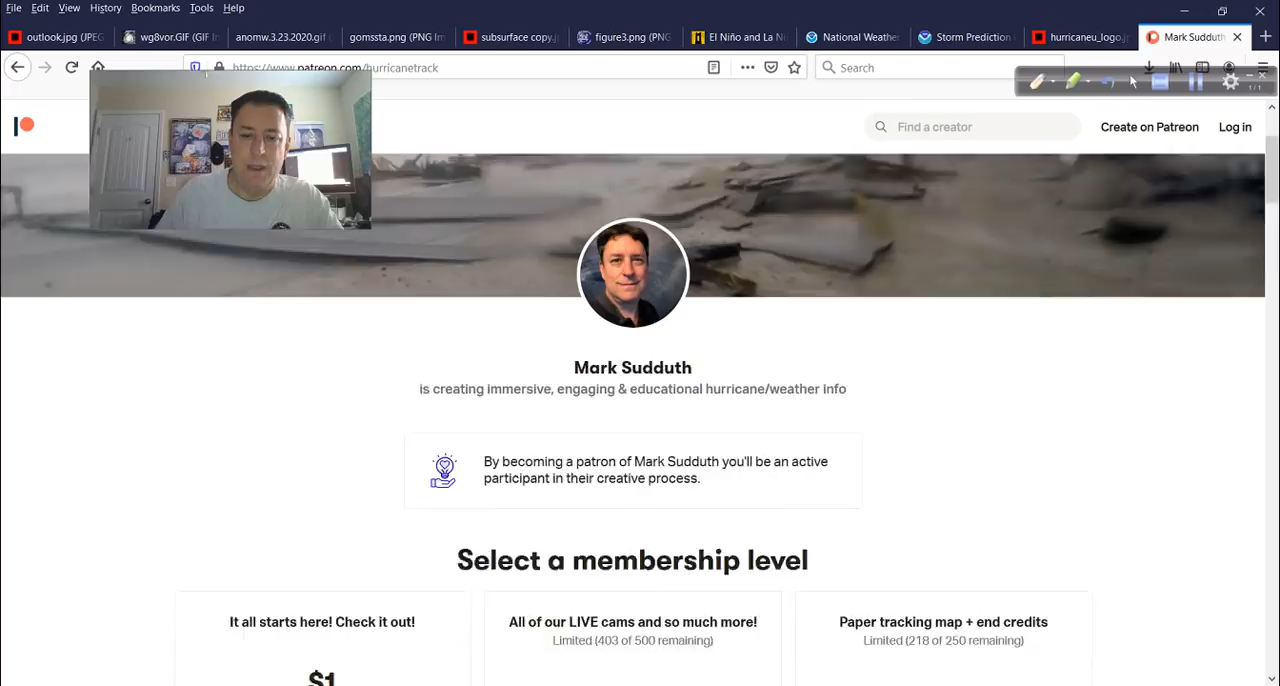 File Edit View History Bookmarks Tools Help
outlook.jpg (JPEG wg8vor.GIF (GIF I anomw.3.23.2020.gif gomssta.png (PNG Im subsurface copy.j figure3.png (PNG El Niño and La N National Weathe Storm Prediction hurricaneu_logo.j Mark Sudduth
https://www.patreon.com/hurricanetrack Search
1/1
Find a creator Create on Patreon Log in
Mark Sudduth
is creating immersive, engaging & educational hurricane/weather info
By becoming a patron of Mark Sudduth you'll be an active
participant in their creative process.
Select a membership level
It all starts here! Check it out!
$1
All of our LIVE cams and so much more!
Limited (403 of 500 remaining)
Paper tracking map + end credits
Limited (218 of 250 remaining)